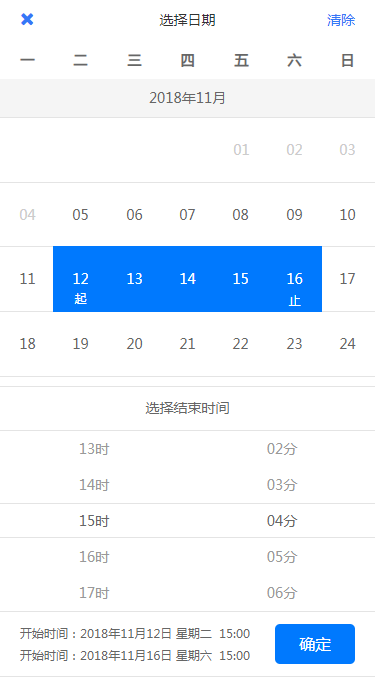 选择日期 清除
一 二 三 四 五 六 日
2018年11月
01 02 03
04 05 06 07 08 09 10
11 12 13 14 15 16 17
起 止
18 19 20 21 22 23 24
选择结束时间
13时 02分
14时 03分
15时 04分
16时 05分
17时 06分
开始时间：2018年11月12日 星期二 15:00
开始时间：2018年11月16日 星期六 15:00
确定